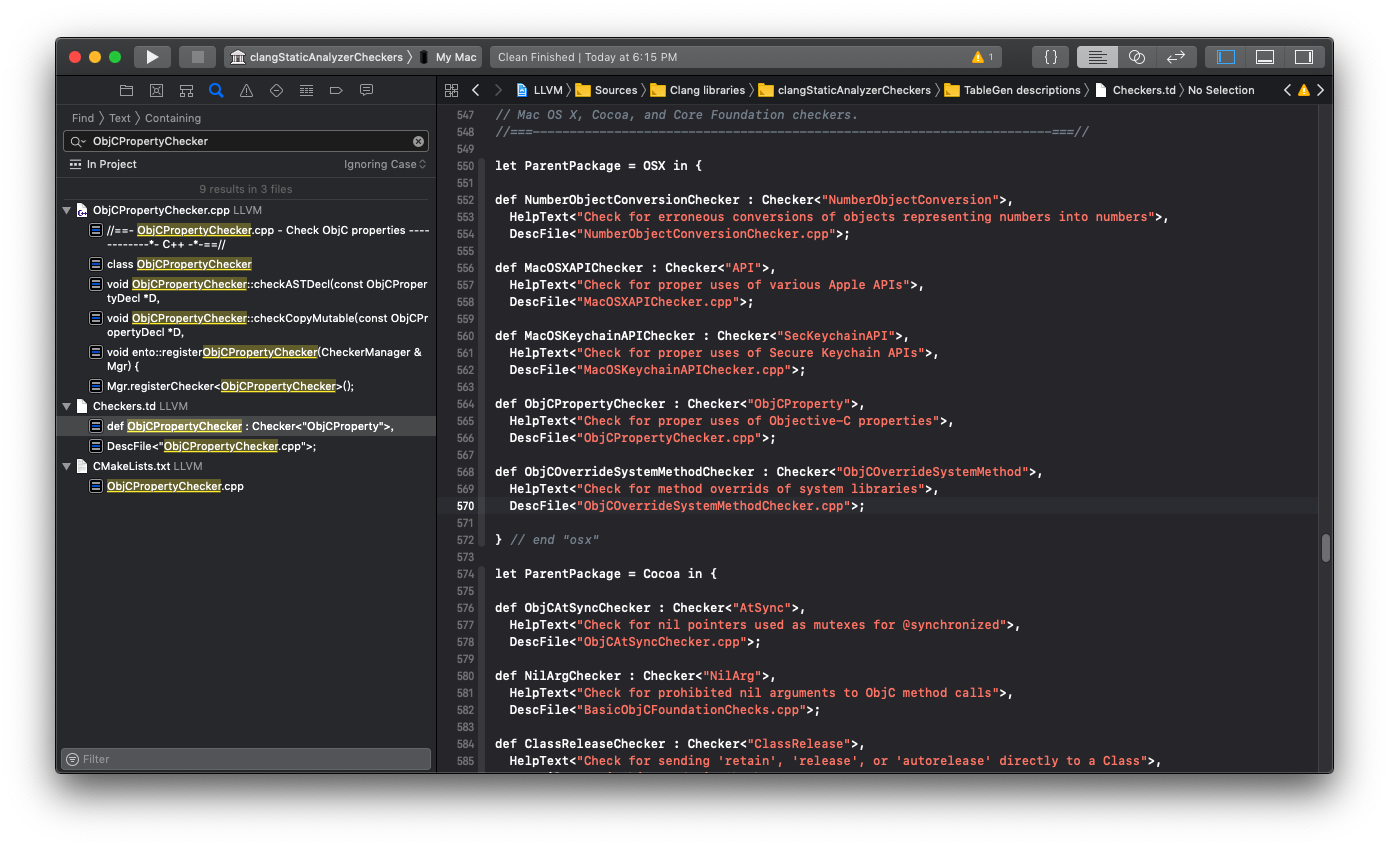 clangStaticAnalyzerCheckers 〉 My Mac
Clean Finished | Today at 6:15 PM
1
{ }
Find 〉 Text 〉 Containing
ObjCPropertyChecker
In Project
Ignoring Case
9 results in 3 files
ObjCPropertyChecker.cpp LLVM
//==- ObjCPropertyChecker.cpp - Check ObjC properties ----
------------*- C++ -*-==//
class ObjCPropertyChecker
void ObjCPropertyChecker::checkASTDecl(const ObjCPrope
rtyDecl *D,
void ObjCPropertyChecker::checkCopyMutable(const ObjCPr
opertyDecl *D,
void ento::registerObjCPropertyChecker(CheckerManager &
Mgr) {
Mgr.registerChecker<ObjCPropertyChecker>();
Checkers.td LLVM
def ObjCPropertyChecker : Checker<"ObjCProperty">,
DescFile<"ObjCPropertyChecker.cpp">;
CMakeLists.txt LLVM
ObjCPropertyChecker.cpp
Filter
LLVM 〉 Sources 〉 Clang libraries 〉 clangStaticAnalyzerCheckers 〉 TableGen descriptions 〉 Checkers.td 〉 No Selection
547 // Mac OS X, Cocoa, and Core Foundation checkers.
548 //===----------------------------------------------------------------------===//
549
550 let ParentPackage = OSX in {
551
552 def NumberObjectConversionChecker : Checker<"NumberObjectConversion">,
553 HelpText<"Check for erroneous conversions of objects representing numbers into numbers">,
554 DescFile<"NumberObjectConversionChecker.cpp">;
555
556 def MacOSXAPIChecker : Checker<"API">,
557 HelpText<"Check for proper uses of various Apple APIs">,
558 DescFile<"MacOSXAPIChecker.cpp">;
559
560 def MacOSKeychainAPIChecker : Checker<"SecKeychainAPI">,
561 HelpText<"Check for proper uses of Secure Keychain APIs">,
562 DescFile<"MacOSKeychainAPIChecker.cpp">;
563
564 def ObjCPropertyChecker : Checker<"ObjCProperty">,
565 HelpText<"Check for proper uses of Objective-C properties">,
566 DescFile<"ObjCPropertyChecker.cpp">;
567
568 def ObjCOverrideSystemMethodChecker : Checker<"ObjCOverrideSystemMethod">,
569 HelpText<"Check for method overrids of system libraries">,
570 DescFile<"ObjCOverrideSystemMethodChecker.cpp">;
571
572 } // end "osx"
573
574 let ParentPackage = Cocoa in {
575
576 def ObjCAtSyncChecker : Checker<"AtSync">,
577 HelpText<"Check for nil pointers used as mutexes for @synchronized">,
578 DescFile<"ObjCAtSyncChecker.cpp">;
579
580 def NilArgChecker : Checker<"NilArg">,
581 HelpText<"Check for prohibited nil arguments to ObjC method calls">,
582 DescFile<"BasicObjCFoundationChecks.cpp">;
583
584 def ClassReleaseChecker : Checker<"ClassRelease">,
585 HelpText<"Check for sending 'retain', 'release', or 'autorelease' directly to a Class">,